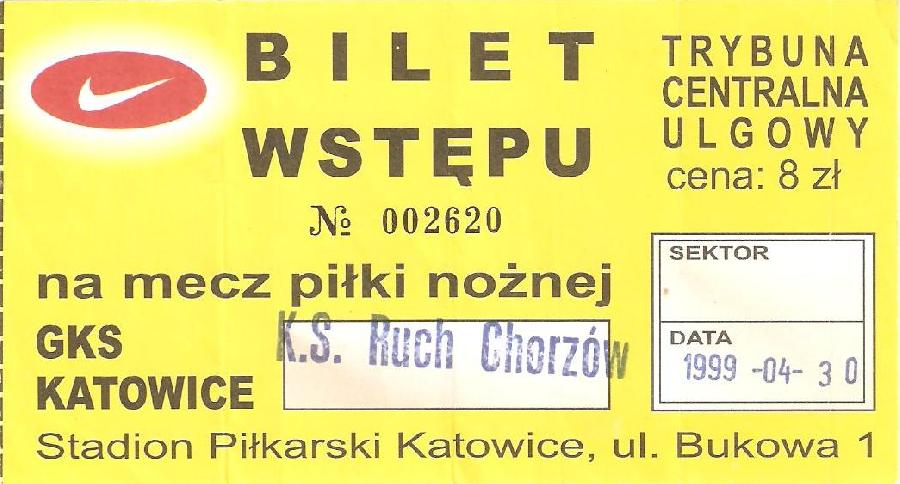 BILET
WSTĘPU
№ 002620
TRYBUNA
CENTRALNA
ULGOWY
cena: 8 zł
na mecz piłki nożnej
GKS
KATOWICE
K.S. Ruch Chorzów
SEKTOR
DATA
1999 -04- 30
Stadion Piłkarski Katowice, ul. Bukowa 1